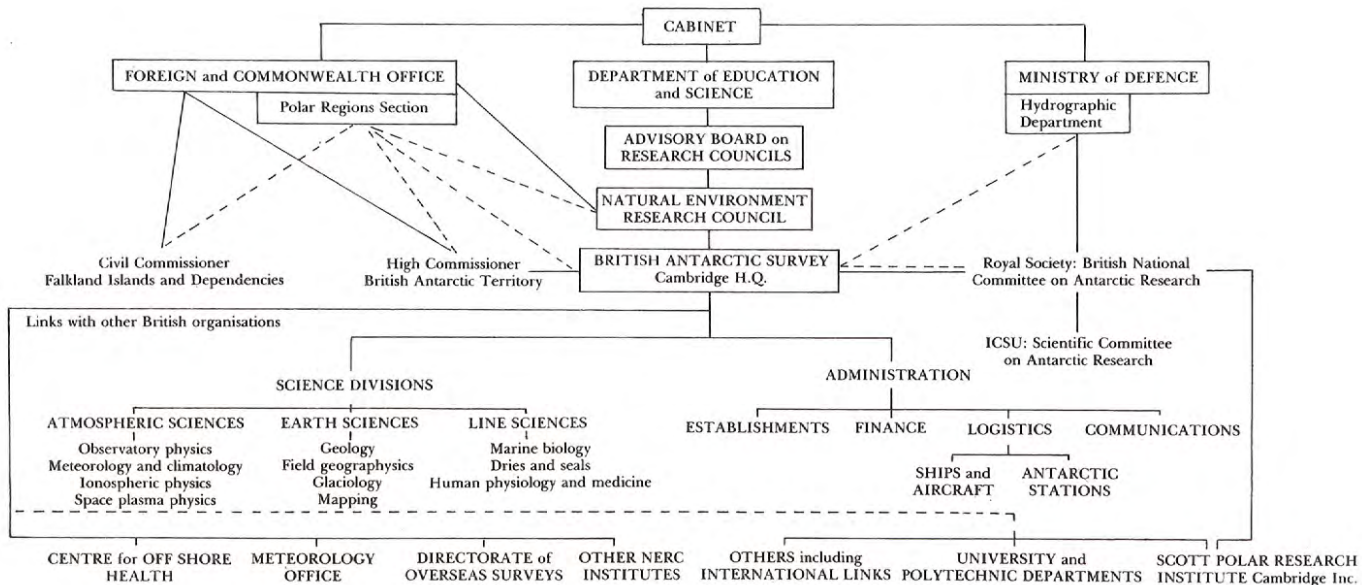 CABINET
FOREIGN and COMMONWEALTH OFFICE
Polar Regions Section
DEPARTMENT of EDUCATION
and SCIENCE
MINISTRY of DEFENCE
Hydrographic
Department
ADVISORY BOARD on
RESEARCH COUNCILS
NATURAL ENVIRONMENT
RESEARCH COUNCIL
Civil Commissioner
Falkland Islands and Dependencies
High Commissioner
British Antarctic Territory
BRITISH ANTARCTIC SURVEY
Cambridge H.Q.
Royal Society: British National
Committee on Antarctic Research
Links with other British organisations
ICSU: Scientific Committee
on Antarctic Research
SCIENCE DIVISIONS
ADMINISTRATION
ATMOSPHERIC SCIENCES
Observatory physics
Meteorology and climatology
Ionospheric physics
Space plasma physics
EARTH SCIENCES
Geology
Field geographysics
Glaciology
Mapping
LINE SCIENCES
Marine biology
Dries and seals
Human physiology and medicine
ESTABLISHMENTS
FINANCE
LOGISTICS
COMMUNICATIONS
SHIPS and
AIRCRAFT
ANTARCTIC
STATIONS
CENTRE for OFF SHORE
HEALTH
METEOROLOGY
OFFICE
DIRECTORATE of
OVERSEAS SURVEYS
OTHER NERC
INSTITUTES
OTHERS including
INTERNATIONAL LINKS
UNIVERSITY and
POLYTECHNIC DEPARTMENTS
SCOTT POLAR RESEARCH
INSTITUTE Cambridge Inc